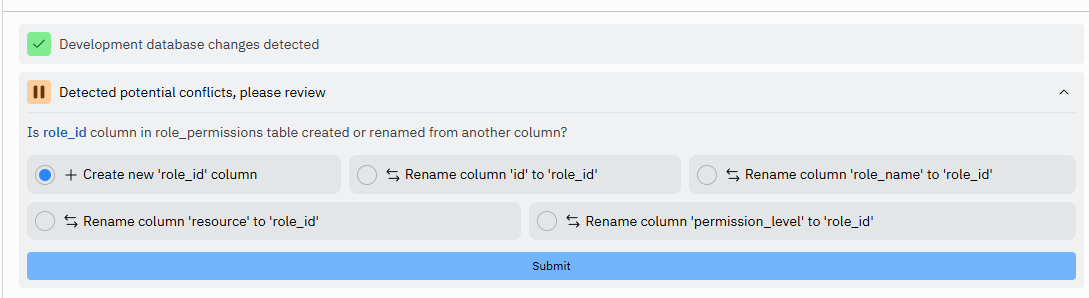 Development database changes detected
Detected potential conflicts, please review
Is role_id column in role_permissions table created or renamed from another column?
Create new 'role_id' column
Rename column 'id' to 'role_id'
Rename column 'role_name' to 'role_id'
Rename column 'resource' to 'role_id'
Rename column 'permission_level' to 'role_id'
Submit